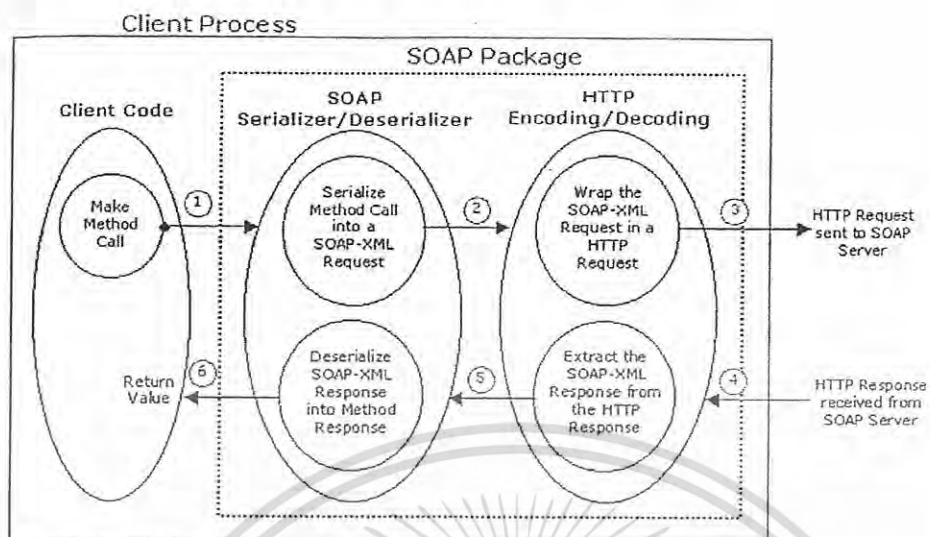 Client Process
SOAP Package
Client Code
SOAP
Serializer/Deserializer
HTTP
Encoding/Decoding
Make
Method
Call
1
Serialize
Method Call
into a
SOAP-XML
Request
2
Wrap the
SOAP-XML
Request in a
HTTP
Request
3
HTTP Request
sent to SOAP
Server
Return
Value
6
Deserialize
SOAP-XML
Response
into Method
Response
5
Extract the
SOAP-XML
Response from
the HTTP
Response
4
HTTP Response
received from
SOAP Server